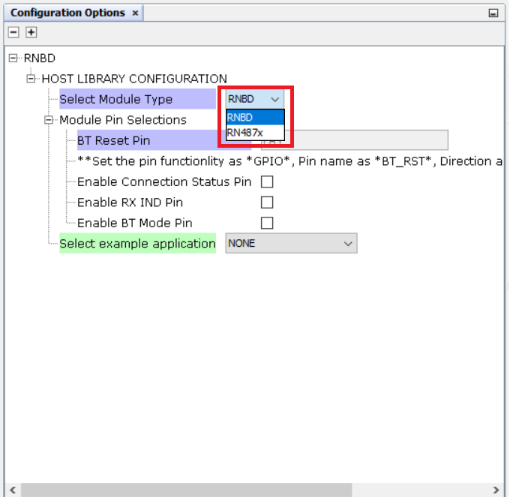 Configuration Options ×
RNBD
HOST LIBRARY CONFIGURATION
Select Module Type RNBD
RNBD
RN487x
Module Pin Selections
BT Reset Pin
**Set the pin functionlity as *GPIO*, Pin name as *BT_RST*, Direction a
Enable Connection Status Pin
Enable RX IND Pin
Enable BT Mode Pin
Select example application NONE